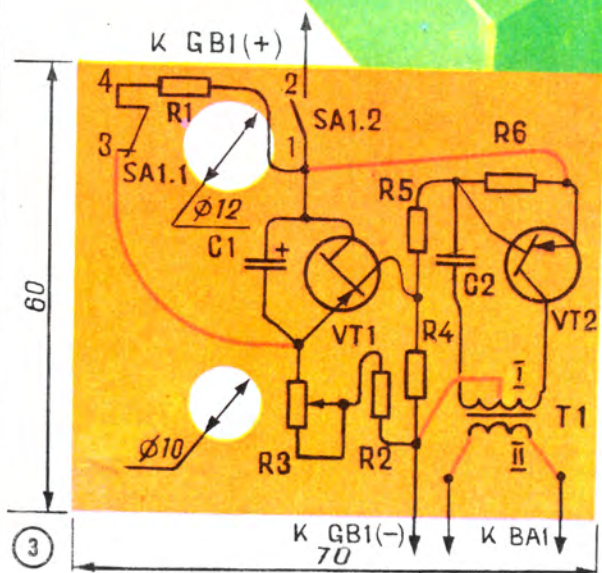 К GB1(+)
4
R1
2
SA1.2
3
SA1.1
1
R6
R5
Ø12
C1
+
C2
VT1
VT2
R4
60
I
T1
II
Ø10
R3
R2
3
К GB1(-)
К BA1
70